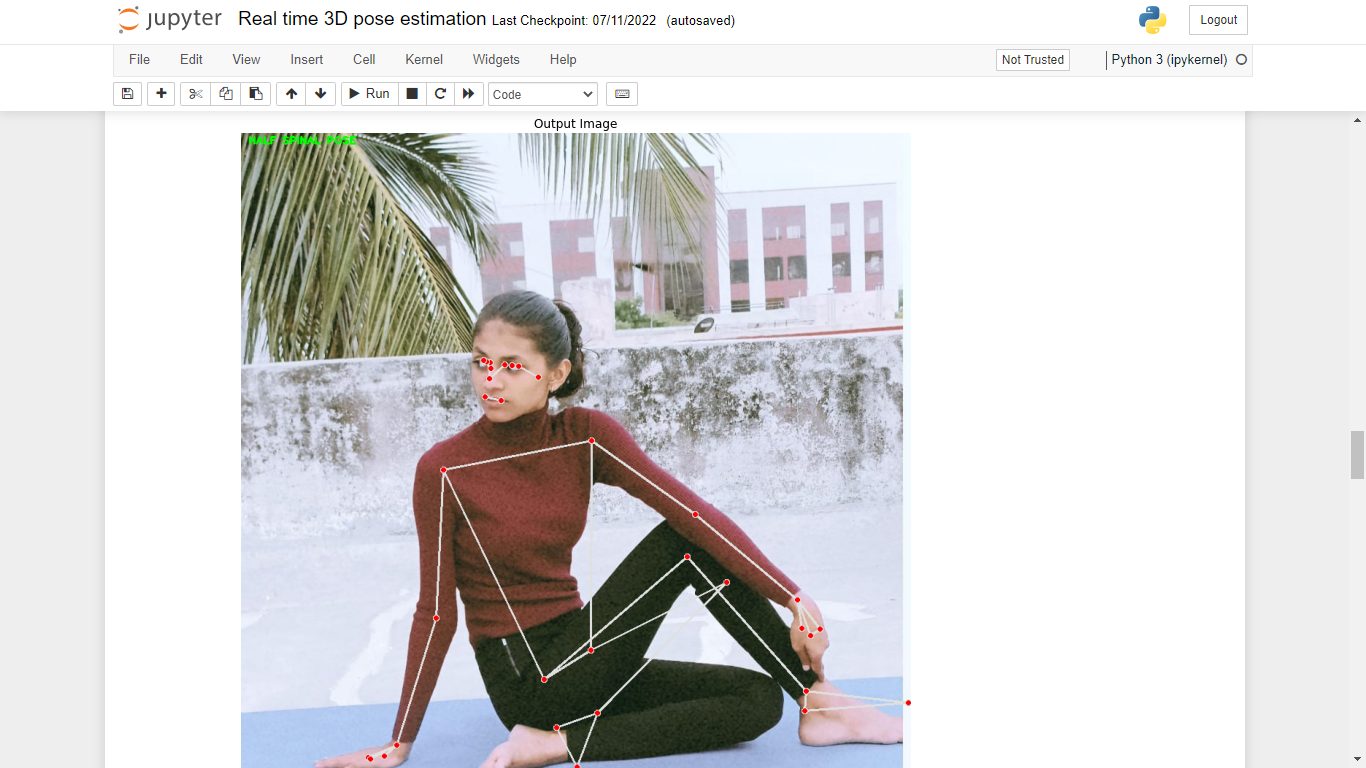 jupyter Real time 3D pose estimation Last Checkpoint: 07/11/2022 (autosaved) Logout
File Edit View Insert Cell Kernel Widgets Help Not Trusted Python 3 (ipykernel)
Run Code
Output Image
HALF SPINAL POSE